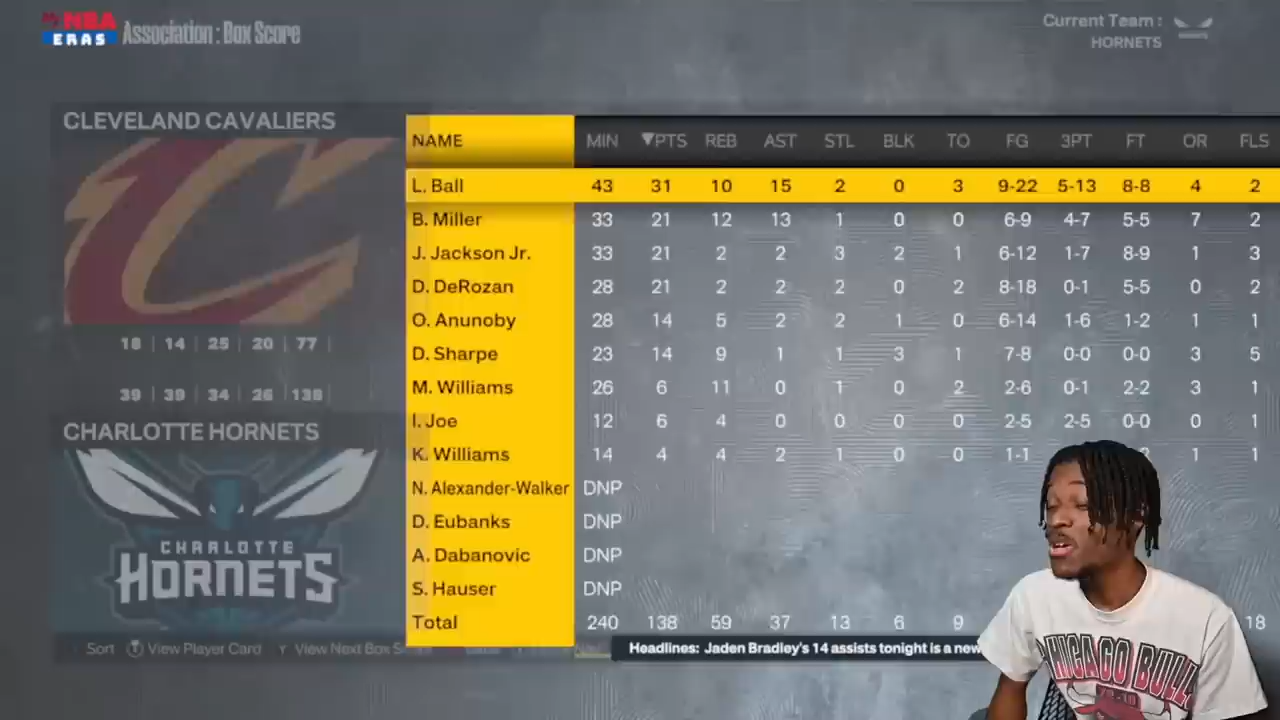 NBA
ERAS
Association : Box Score
Current Team :
HORNETS
CLEVELAND CAVALIERS
18 | 14 | 25 | 20 | 77 |
39 | 39 | 34 | 26 | 138 |
CHARLOTTE HORNETS
CHARLOTTE
HORNETS
NAME MIN ▼PTS REB AST STL BLK TO FG 3PT FT OR FLS
L. Ball 43 31 10 15 2 0 3 9-22 5-13 8-8 4 2
B. Miller 33 21 12 13 1 0 0 6-9 4-7 5-5 7 2
J. Jackson Jr. 33 21 2 2 3 2 1 6-12 1-7 8-9 1 3
D. DeRozan 28 21 2 2 2 0 2 8-18 0-1 5-5 0 2
O. Anunoby 28 14 5 2 2 1 0 6-14 1-6 1-2 1 1
D. Sharpe 23 14 9 1 1 3 1 7-8 0-0 0-0 3 5
M. Williams 26 6 11 0 1 0 2 2-6 0-1 2-2 3 1
I. Joe 12 6 4 0 0 0 0 2-5 2-5 0-0 0 1
K. Williams 14 4 4 2 1 0 0 1-1 1 1
N. Alexander-Walker DNP
D. Eubanks DNP
A. Dabanovic DNP
S. Hauser DNP
Total 240 138 59 37 13 6 9 18
Sort View Player Card Y View Next Box
Headlines: Jaden Bradley's 14 assists tonight is a new
CHICAGO BULLS